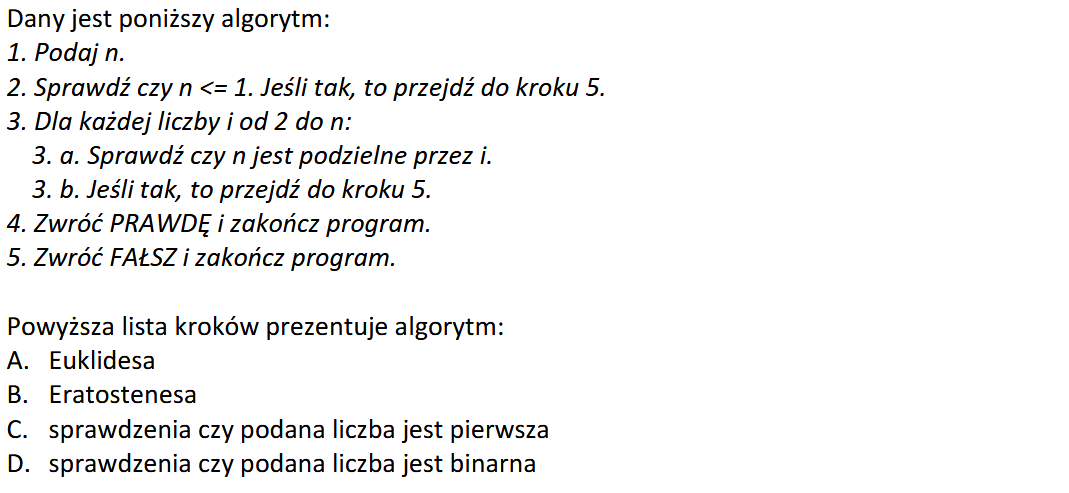 Dany jest poniższy algorytm:
1. Podaj n.
2. Sprawdź czy n <= 1. Jeśli tak, to przejdź do kroku 5.
3. Dla każdej liczby i od 2 do n:
3. a. Sprawdź czy n jest podzielne przez i.
3. b. Jeśli tak, to przejdź do kroku 5.
4. Zwróć PRAWDĘ i zakończ program.
5. Zwróć FAŁSZ i zakończ program.
Powyższa lista kroków prezentuje algorytm:
A. Euklidesa
B. Eratostenesa
C. sprawdzenia czy podana liczba jest pierwsza
D. sprawdzenia czy podana liczba jest binarna